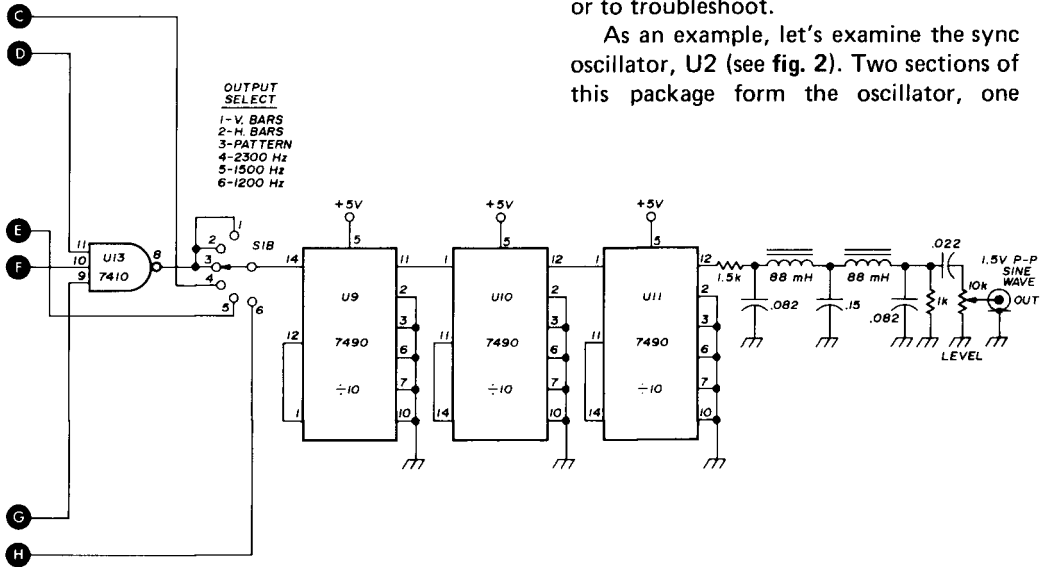 or to troubleshoot.
As an example, let's examine the sync
oscillator, U2 (see fig. 2). Two sections of
this package form the oscillator, one
C
D
E
F
G
H
OUTPUT
SELECT
1-V. BARS
2-H. BARS
3-PATTERN
4-2300 Hz
5-1500 Hz
6-1200 Hz
11
10
9
U13
7410
8
1
2
3
4
5
6
S1B
+5V
5
14
12
1
U9
7490
÷10
11
2
3
6
7
10
+5V
5
1
11
14
U10
7490
÷10
12
2
3
6
7
10
+5V
5
1
11
14
U11
7490
÷10
12
2
3
6
7
10
1.5k
.082
88 mH
.15
88 mH
.082
1k
.022
10k
LEVEL
1.5V P-P
SINE
WAVE
OUT